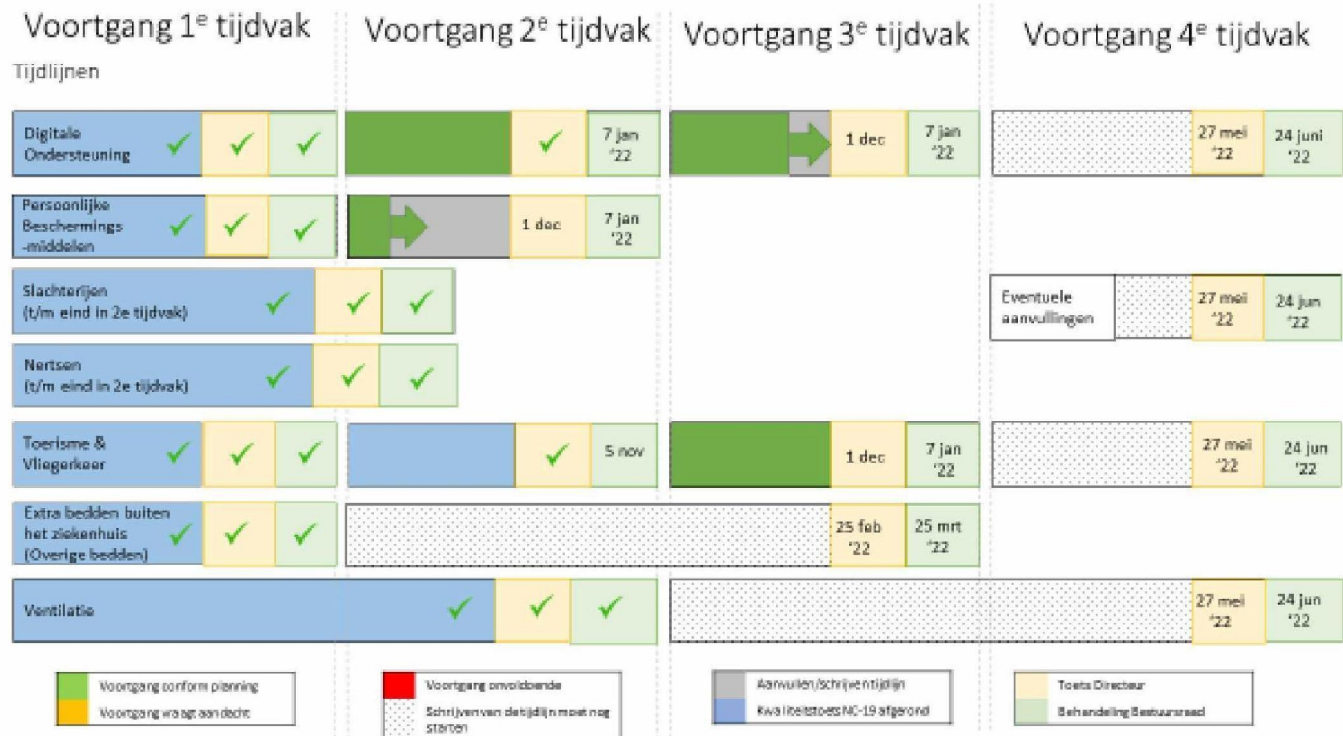 Voortgang 1e tijdvak
Voortgang 2e tijdvak
Voortgang 3e tijdvak
Voortgang 4e tijdvak
Tijdlijnen
Digitale
Ondersteuning
7 jan
'22
1 dec
7 jan
'22
27 mei
'22
24 juni
'22
Persoonlijke
Beschermings
-middelen
1 dec
7 jan
'22
Slachterijen
(t/m eind in 2e tijdvak)
Eventuele
aanvullingen
27 mei
'22
24 jun
'22
Nertsen
(t/m eind in 2e tijdvak)
Toerisme &
Vliegerkeer
5 nov
1 dec
7 jan
'22
27 mei
'22
24 jun
'22
Extra bedden buiten
het ziekenhuis
(Overige bedden)
25 feb
'22
25 mrt
'22
Ventilatie
27 mei
'22
24 jun
'22
Voortgang conform planning
Voortgang vraagt aandacht
Voortgang onvoldoende
Schrijven van de tijdlijn moet nog
starten
Aanvullen/schrijven tijdlijn
Kwaliteitstoets NC-19 afgerond
Toets Directeur
Behandeling Bestuursraad